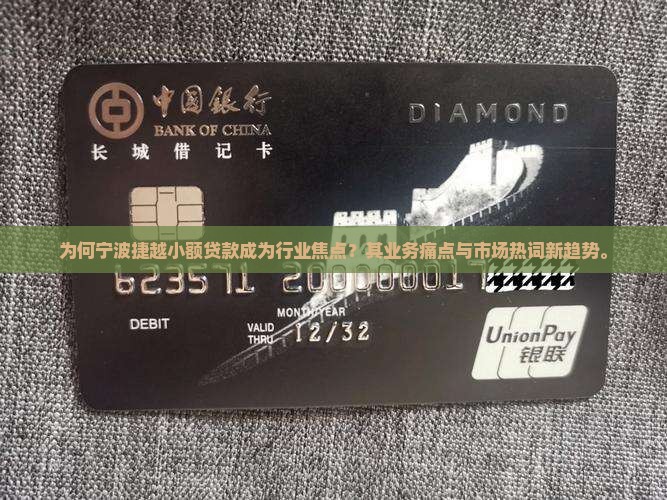 中国银行
DIAMOND
BANK OF CHINA
长城借记卡
为何宁波捷越小额贷款成为行业焦点？其业务痛点与市场热词新趋势。
623571 200000017
DEBIT
MONTH/YEAR
VALID THRU
12/32
UnionPay
银联